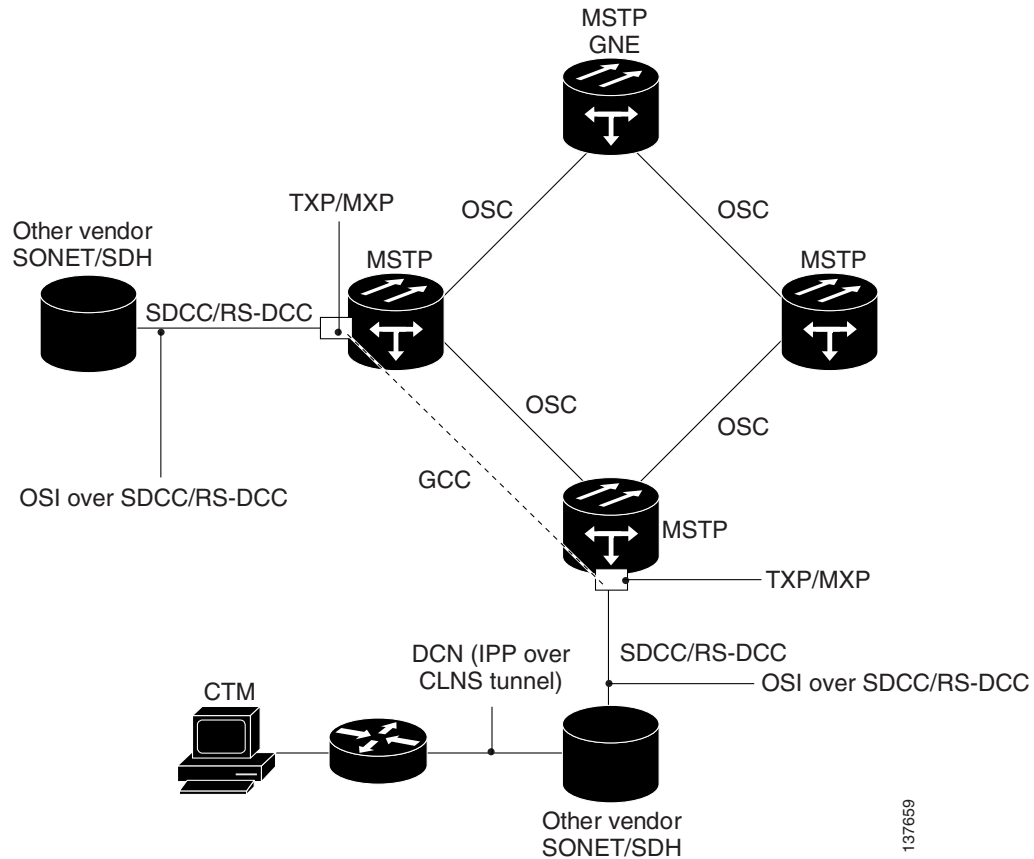 MSTP
GNE
TXP/MXP
OSC
OSC
Other vendor
SONET/SDH
MSTP
MSTP
SDCC/RS-DCC
OSC
OSC
GCC
OSI over SDCC/RS-DCC
MSTP
TXP/MXP
DCN (IPP over
CLNS tunnel)
SDCC/RS-DCC
OSI over SDCC/RS-DCC
CTM
Other vendor
SONET/SDH
137659